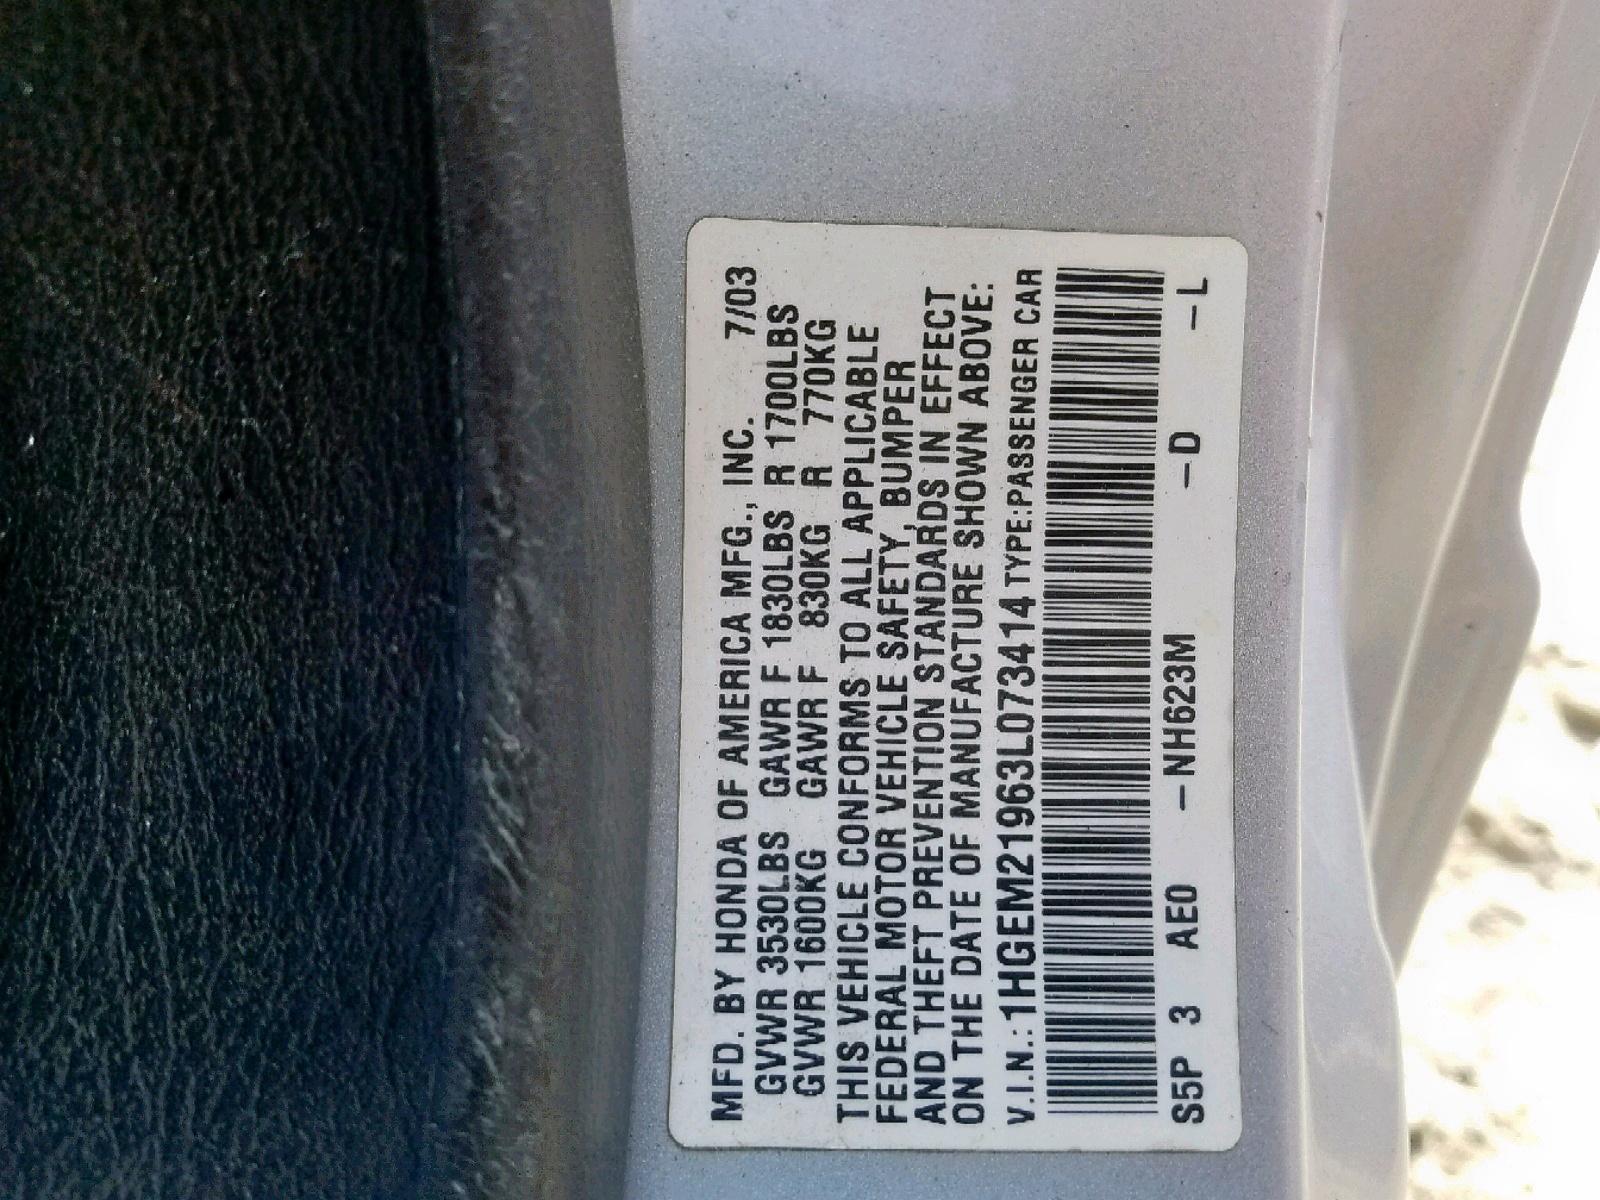 MFD. BY HONDA OF AMERICA MFG., INC. 7/03
GVWR 3530LBS GAWR F 1830LBS R 1700LBS
GVWR 1600KG GAWR F 830KG R 770KG
THIS VEHICLE CONFORMS TO ALL APPLICABLE
FEDERAL MOTOR VEHICLE SAFETY, BUMPER
AND THEFT PREVENTION STANDARDS IN EFFECT
ON THE DATE OF MANUFACTURE SHOWN ABOVE:
V.I.N.: 1HGEM21963L073414 TYPE:PASSENGER CAR
S5P 3 AE0 –NH623M –D –L